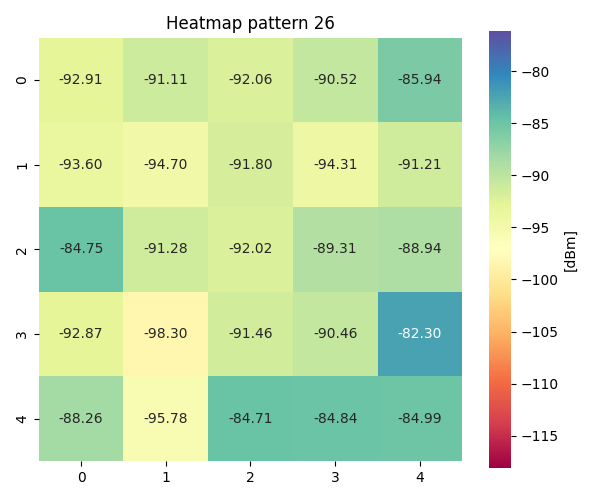 Heatmap pattern 26
0 -92.91 -91.11 -92.06 -90.52 -85.94
1 -93.60 -94.70 -91.80 -94.31 -91.21
2 -84.75 -91.28 -92.02 -89.31 -88.94
3 -92.87 -98.30 -91.46 -90.46 -82.30
4 -88.26 -95.78 -84.71 -84.84 -84.99
0 1 2 3 4
−80
−85
−90
−95
−100
−105
−110
−115
[dBm]